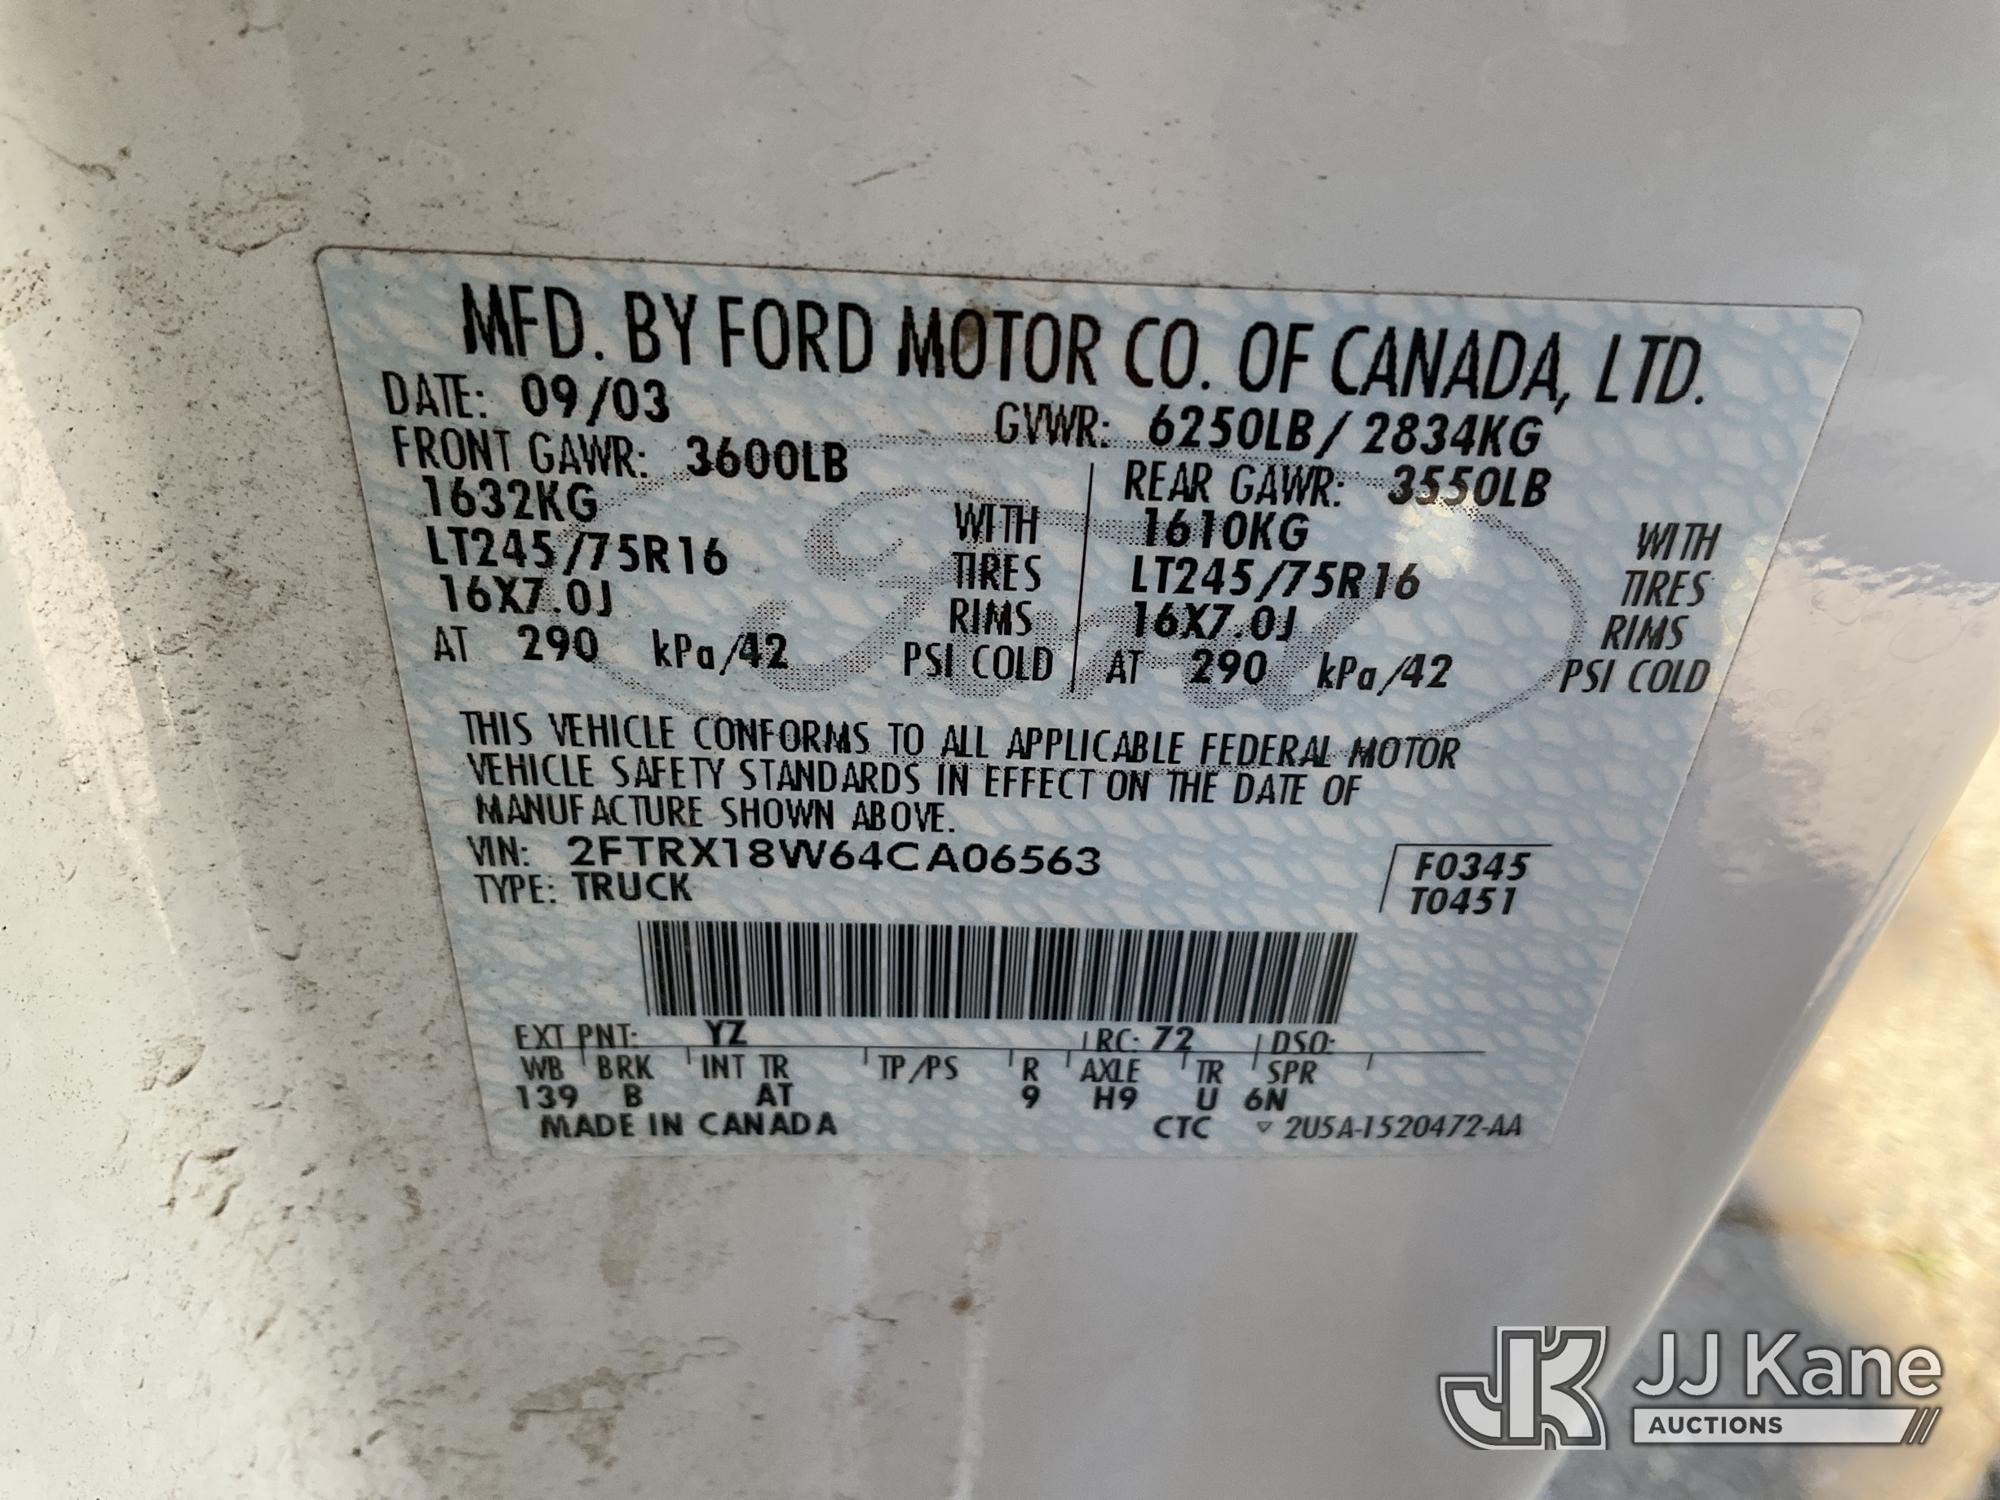 MFD. BY FORD MOTOR CO. OF CANADA, LTD.
DATE: 09/03 GVWR: 6250LB/2834KG
FRONT GAWR: 3600LB REAR GAWR: 3550LB
1632KG WITH 1610KG WITH
LT245/75R16 TIRES LT245/75R16 TIRES
16X7.0J RIMS 16X7.0J RIMS
AT 290 kPa/42 PSI COLD AT 290 kPa/42 PSI COLD
THIS VEHICLE CONFORMS TO ALL APPLICABLE FEDERAL MOTOR
VEHICLE SAFETY STANDARDS IN EFFECT ON THE DATE OF
MANUFACTURE SHOWN ABOVE.
VIN: 2FTRX18W64CA06563 F0345
TYPE: TRUCK T0451
EXT PNT: YZ RC: 72 DSO:
WB BRK INT TR TP/PS R AXLE TR SPR
139 B AT 9 H9 U 6N
MADE IN CANADA CTC 2U5A-1520472-AA
JK JJ Kane
AUCTIONS